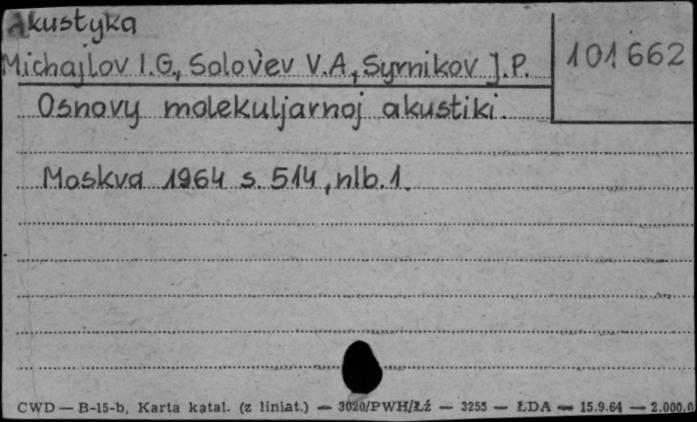 Akustyka
101662
Michajlov I.G., Solov'ev V.A., Syrnikov J.P.
Osnovy molekuljarnoj akustiki.
Moskva 1964 s. 514, nlb. 1.
CWD — B-15-b, Karta katal. (z liniat.) — 3020/PWH/Łź — 3255 — ŁDA — 15.9.64 — 2.000.0